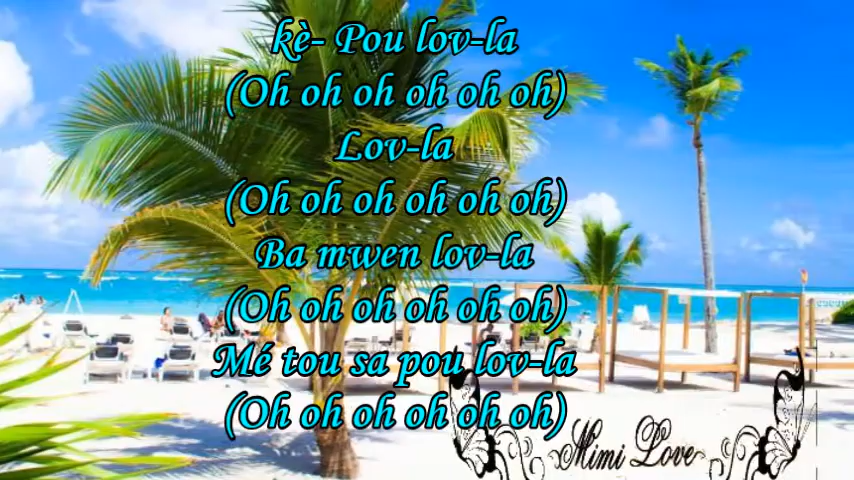 kè- Pou lov-la
(Oh oh oh oh oh oh)
Lov-la
(Oh oh oh oh oh oh)
Ba mwen lov-la
(Oh oh oh oh oh oh)
Mé tou sa pou lov-la
(Oh oh oh oh oh oh)
Mimi Love